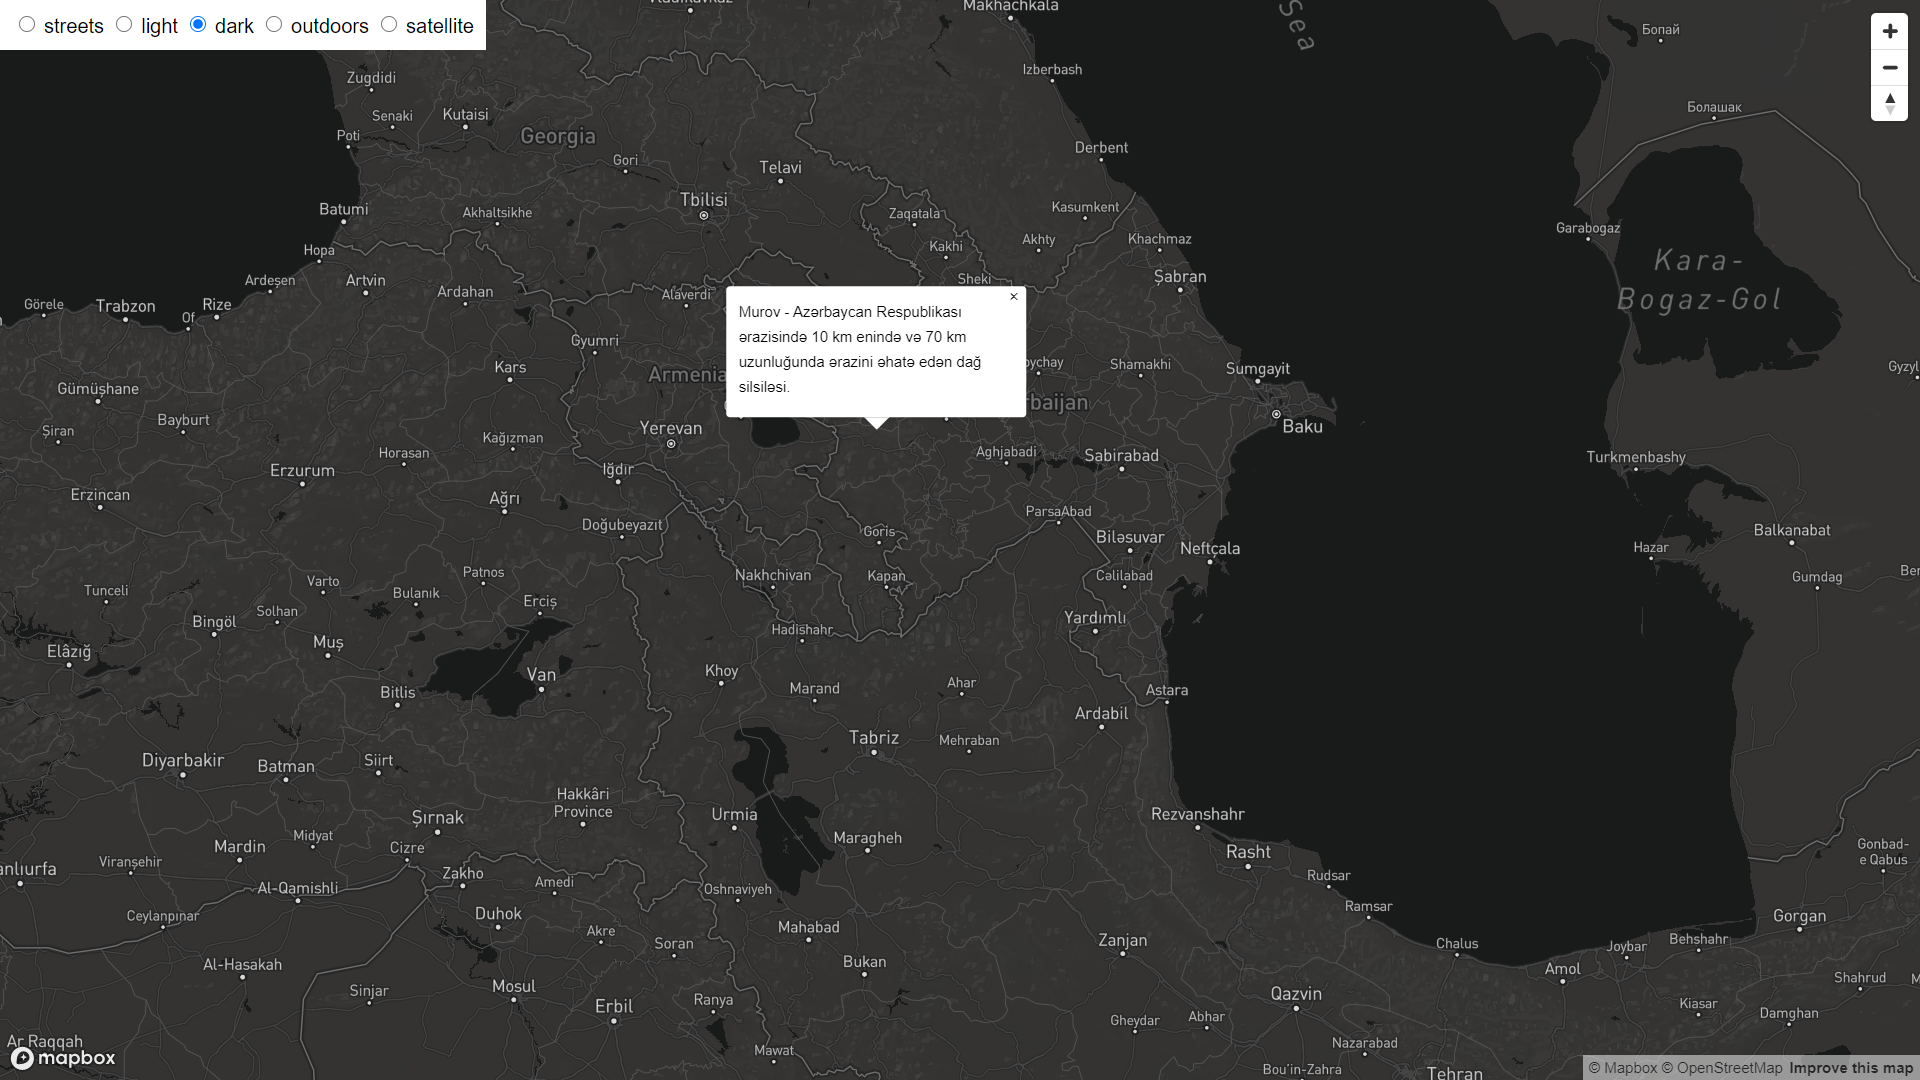 streets light dark outdoors satellite
Vladikavkaz
Makhachkala
Sea
Бопай
Izberbash
Zugdidi
Болашак
Senaki
Kutaisi
Poti
Georgia
Gori
Telavi
Derbent
Tbilisi
Batumi
Akhaltsikhe
Zaqatala
Kasumkent
Garabogaz
Hopa
Kakhi
Akhty
Khachmaz
Kara-
Bogaz-Gol
Ardeşen
Artvin
Sheki
Şabran
Görele
Trabzon
Of
Rize
Ardahan
Alaverdi
×
Murov - Azərbaycan Respublikası
ərazisində 10 km enində və 70 km
uzunluğunda ərazini əhatə edən dağ
silsiləsi.
Gyumri
Kars
Armenia
oychay
Shamakhi
Sumgayit
Gyzyl
Gümüşhane
Bayburt
rbaijan
Baku
Şiran
Kağızman
Yerevan
Horasan
Aghjabadi
Sabirabad
Turkmenbashy
Erzurum
Iğdır
Erzincan
Ağrı
Doğubeyazıt
ParsaAbad
Goris
Biləsuvar
Neftçala
Balkanabat
Hazar
Patnos
Nakhchivan
Kapan
Cəlilabad
Gumdag
Ber
Tunceli
Varto
Bulanık
Erciş
Solhan
Bingöl
Hadishahr
Yardımlı
Muş
Elâzığ
Van
Khoy
Marand
Ahar
Astara
Bitlis
Ardabil
Tabriz
Mehraban
Diyarbakir
Batman
Siirt
Hakkâri
Province
Urmia
Rezvanshahr
Şırnak
Midyat
Maragheh
Mardin
Cizre
Rasht
Gonbad-
e Qabus
Viranşehir
anlıurfa
Zakho
Amedi
Oshnaviyeh
Rudsar
Al-Qamishli
Ceylanpınar
Duhok
Akre
Soran
Mahabad
Ramsar
Gorgan
Zanjan
Chalus
Joybar
Behshahr
Al-Hasakah
Bukan
Amol
Shahrud
M
Sinjar
Mosul
Erbil
Ranya
Qazvin
Kiasar
Damghan
Gheydar
Abhar
Ar Raqqah
Mawat
Nazarabad
mapbox
Bou'in-Zahra
Tehran
© Mapbox © OpenStreetMap Improve this map